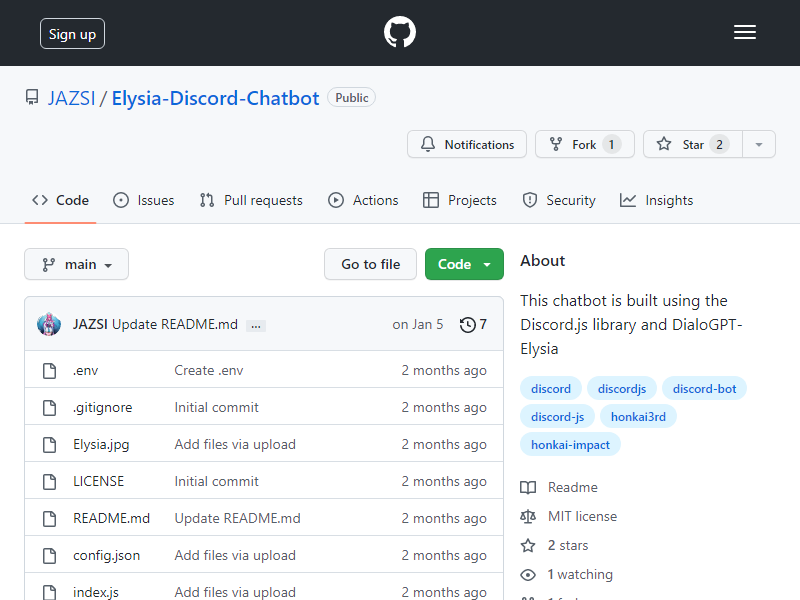 Sign up
JAZSI / Elysia-Discord-Chatbot Public
Notifications Fork 1 Star 2
Code Issues Pull requests Actions Projects Security Insights
main Go to file Code
JAZSI Update README.md ... on Jan 5 7
.env Create .env 2 months ago
.gitignore Initial commit 2 months ago
Elysia.jpg Add files via upload 2 months ago
LICENSE Initial commit 2 months ago
README.md Update README.md 2 months ago
config.json Add files via upload 2 months ago
index.js Add files via upload 2 months ago
About
This chatbot is built using the
Discord.js library and DialoGPT-
Elysia
discord discordjs discord-bot
discord-js honkai3rd
honkai-impact
Readme
MIT license
2 stars
1 watching